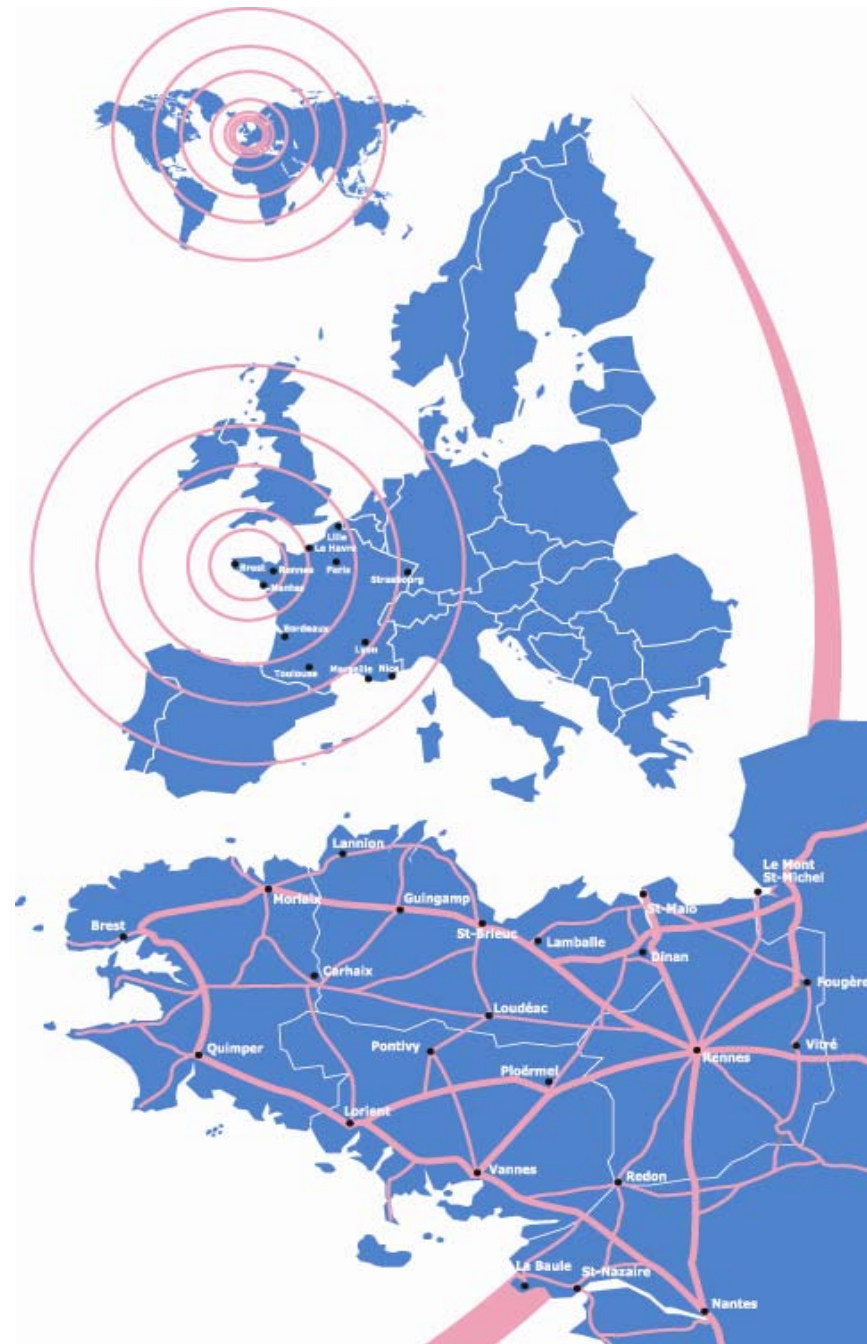 Lille
Le Havre
Brest
Rennes
Paris
Strasbourg
Nantes
Bordeaux
Lyon
Toulouse
Marseille
Nice
Lannion
Le Mont
St-Michel
Morlaix
Guingamp
St-Malo
Brest
St-Brieuc
Lamballe
Dinan
Carhaix
Fougère
Loudéac
Quimper
Pontivy
Rennes
Vitré
Ploërmel
Lorient
Vannes
Redon
La Baule
St-Nazaire
Nantes